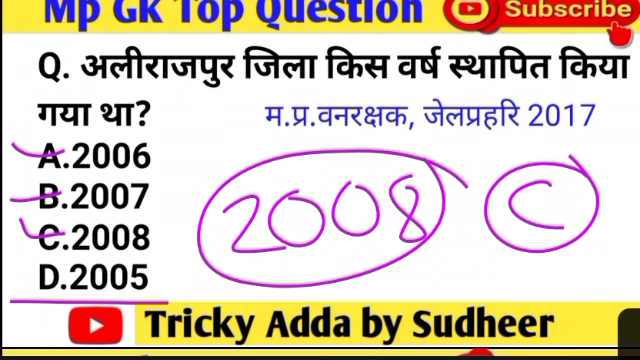 Mp Gk Top Question Subscribe
Q. अलीराजपुर जिला किस वर्ष स्थापित किया
गया था? म.प्र.वनरक्षक, जेलप्रहरि 2017
A.2006
B.2007
C.2008
D.2005
2008 C
Tricky Adda by Sudheer